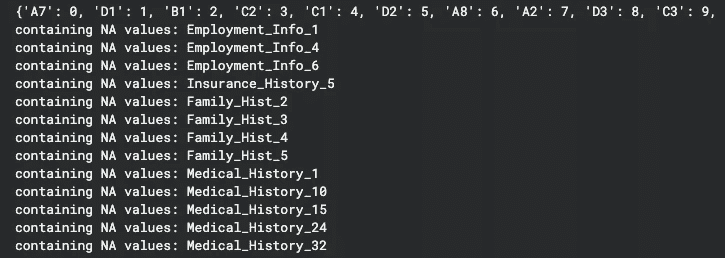 {'A7': 0, 'D1': 1, 'B1': 2, 'C2': 3, 'C1': 4, 'D2': 5, 'A8': 6, 'A2': 7, 'D3': 8, 'C3': 9,
containing NA values: Employment_Info_1
containing NA values: Employment_Info_4
containing NA values: Employment_Info_6
containing NA values: Insurance_History_5
containing NA values: Family_Hist_2
containing NA values: Family_Hist_3
containing NA values: Family_Hist_4
containing NA values: Family_Hist_5
containing NA values: Medical_History_1
containing NA values: Medical_History_10
containing NA values: Medical_History_15
containing NA values: Medical_History_24
containing NA values: Medical_History_32